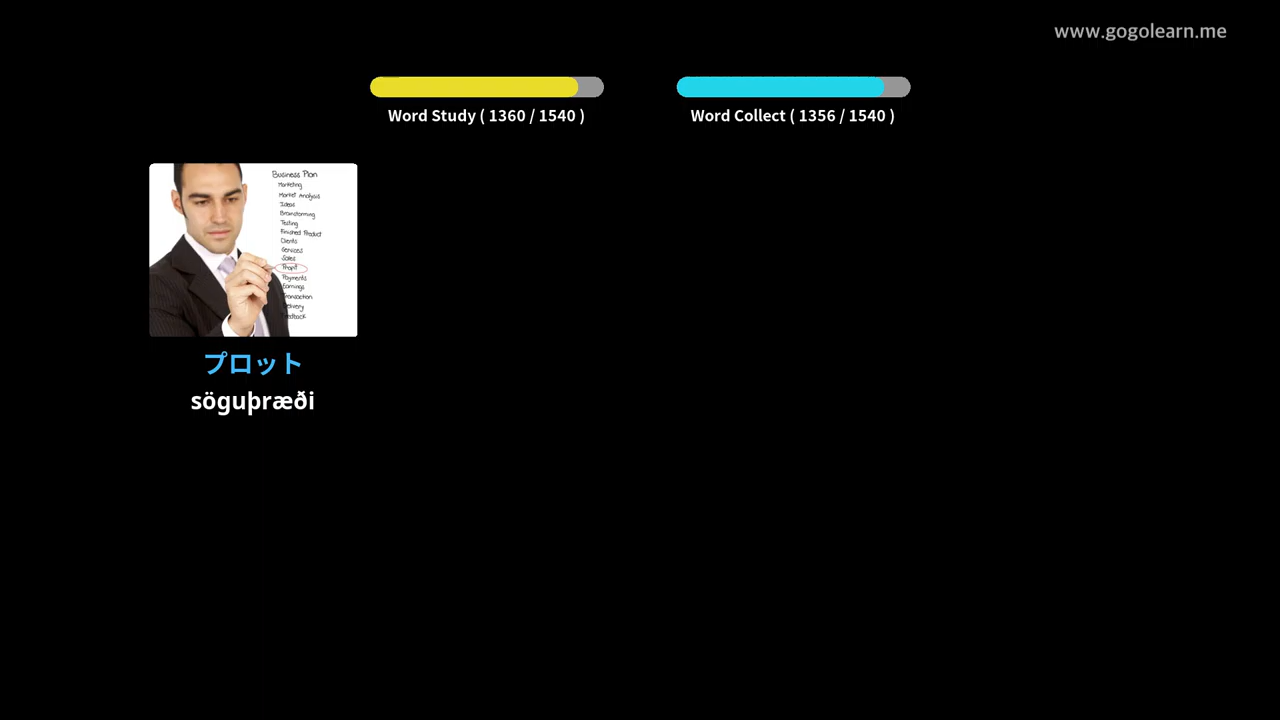 www.gogolearn.me
Word Study ( 1360 / 1540 )
Word Collect ( 1356 / 1540 )
Business Plan
Marketing
Market Analysis
Ideas
Brainstorming
Testing
Finished Product
Clients
Services
Sales
Profit
Payments
Earnings
Transaction
Delivery
Feedback
プロット
söguþræði